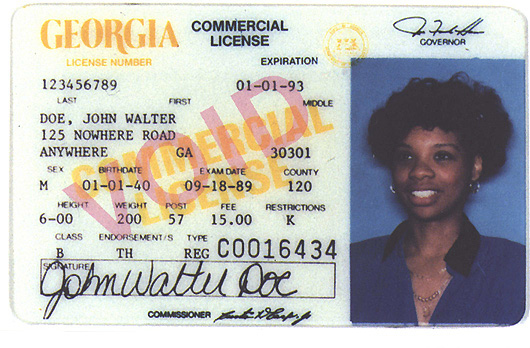 GEORGIA COMMERCIAL LICENSE
LICENSE NUMBER
GOVERNOR
EXPIRATION
123456789 01-01-93
LAST FIRST MIDDLE
DOE, JOHN WALTER
125 NOWHERE ROAD
ANYWHERE GA 30301
VOID
COMMERCIAL
LICENSE
SEX BIRTHDATE EXAM DATE COUNTY
M 01-01-40 09-18-89 120
HEIGHT WEIGHT POST FEE RESTRICTIONS
6-00 200 57 15.00 K
CLASS ENDORSEMENT/S TYPE
B TH REG C0016434
SIGNATURE
John Walter Doe
COMMISSIONER